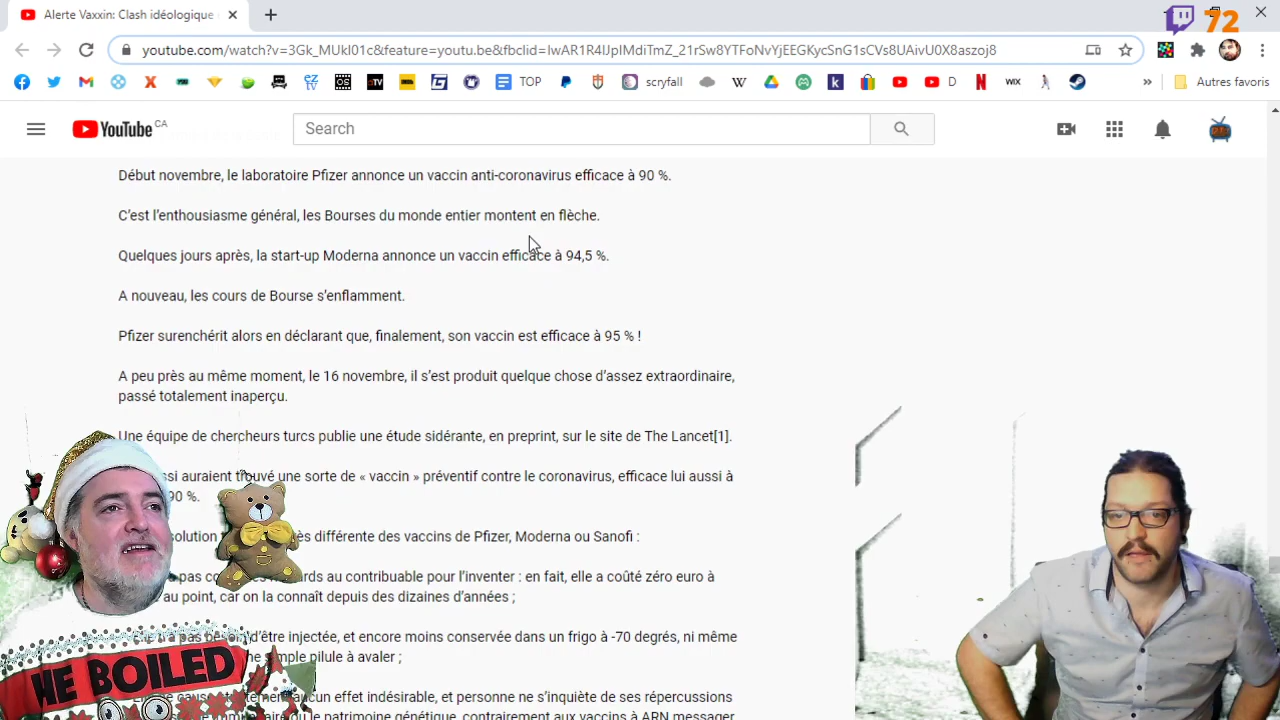 Alerte Vaxxin: Clash idéologique
72
youtube.com/watch?v=3Gk_MUkI01c&feature=youtu.be&fbclid=IwAR1R4IJpIMdiTmZ_21rSw8YTFoNvYjEEGKycSnG1sCVs8UAivU0X8aszoj8
TOP
scryfall
W
D
WIX
» Autres favoris
YouTube CA
Search
Début novembre, le laboratoire Pfizer annonce un vaccin anti-coronavirus efficace à 90 %.
C'est l'enthousiasme général, les Bourses du monde entier montent en flèche.
Quelques jours après, la start-up Moderna annonce un vaccin efficace à 94,5 %.
A nouveau, les cours de Bourse s'enflamment.
Pfizer surenchérit alors en déclarant que, finalement, son vaccin est efficace à 95 % !
A peu près au même moment, le 16 novembre, il s'est produit quelque chose d'assez extraordinaire,
passé totalement inaperçu.
Une équipe de chercheurs turcs publie une étude sidérante, en preprint, sur le site de The Lancet[1].
auraient trouvé une sorte de « vaccin » préventif contre le coronavirus, efficace lui aussi à
90 %.
solution différente des vaccins de Pfizer, Moderna ou Sanofi :
pas au contribuable pour l'inventer : en fait, elle a coûté zéro euro à
au point, car on la connaît depuis des dizaines d'années ;
d'être injectée, et encore moins conservée dans un frigo à -70 degrés, ni même
simple pilule à avaler ;
aucun effet indésirable, et personne ne s'inquiète de ses répercussions
le patrimoine génétique, contrairement aux vaccins à ARN messager
HE BOILED